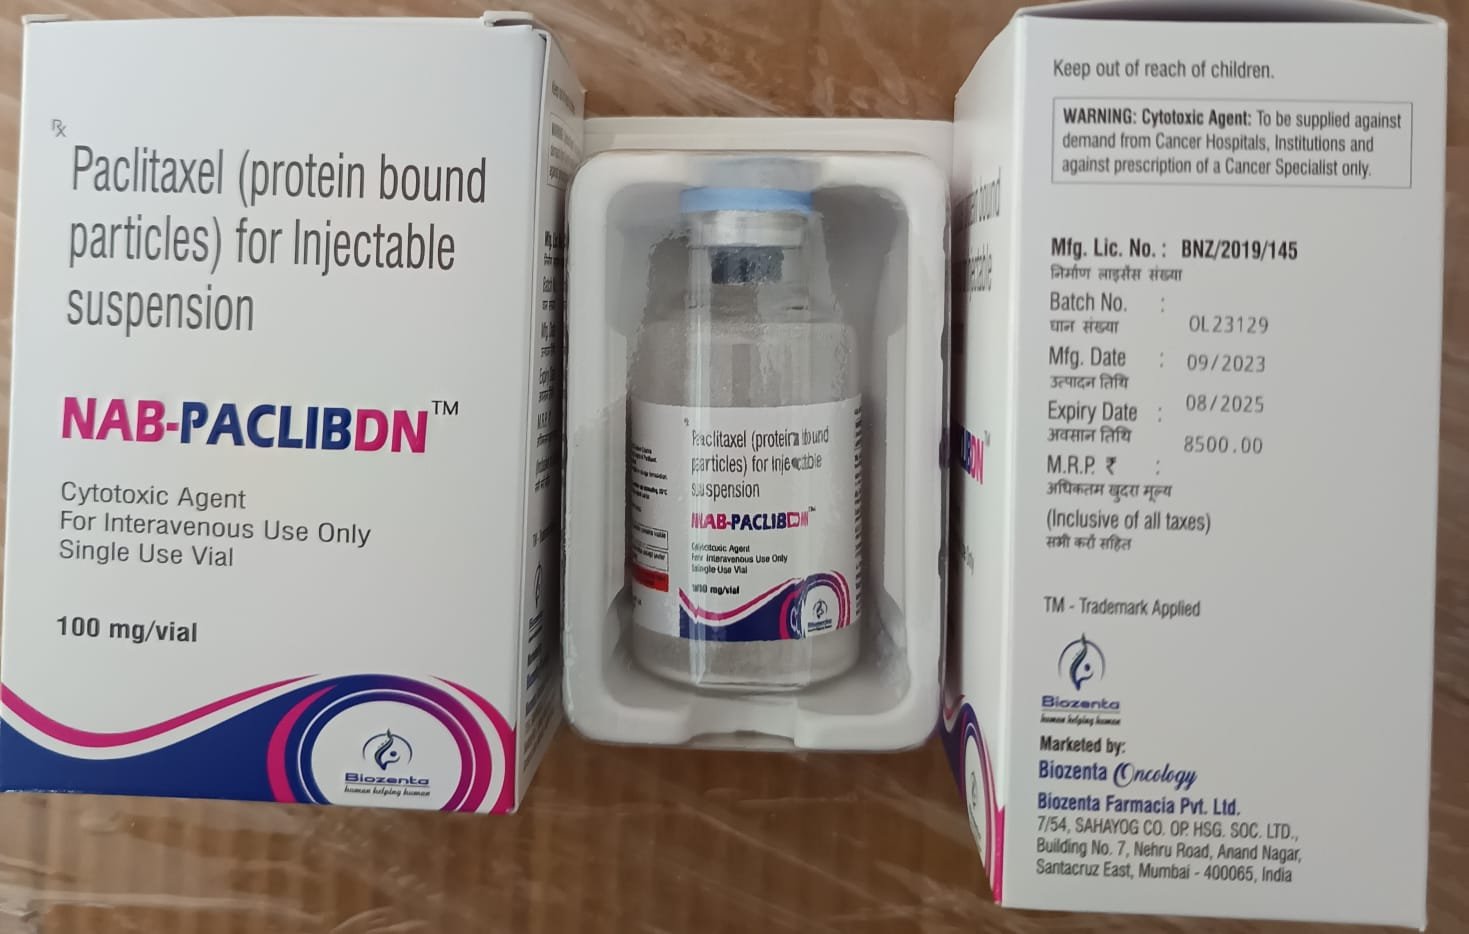 Rx
Paclitaxel (protein bound
particles) for Injectable
suspension
NAB-PACLIBDN™
Cytotoxic Agent
For Interavenous Use Only
Single Use Vial
100 mg/vial
Biozenta
human helping human
Paclitaxel (protein bound
particles) for Injectable
suspension
NAB-PACLIBDN™
Cytotoxic Agent
For Interavenous Use Only
Single Use Vial
100 mg/vial
Biozenta
Keep out of reach of children.
WARNING: Cytotoxic Agent: To be supplied against
demand from Cancer Hospitals, Institutions and
against prescription of a Cancer Specialist only.
Mfg. Lic. No. : BNZ/2019/145
निर्माण लाइसेंस संख्या
Batch No. : OL23129
घान संख्या
Mfg. Date : 09/2023
उत्पादन तिथि
Expiry Date : 08/2025
अवसान तिथि
M.R.P. ₹ : 8500.00
अधिकतम खुदरा मूल्य
(Inclusive of all taxes)
सभी करों सहित
TM - Trademark Applied
Biozenta
human helping human
Marketed by:
Biozenta Oncology
Biozenta Farmacia Pvt. Ltd.
7/54, SAHAYOG CO. OP. HSG. SOC. LTD.,
Building No. 7, Nehru Road, Anand Nagar,
Santacruz East, Mumbai - 400065, India